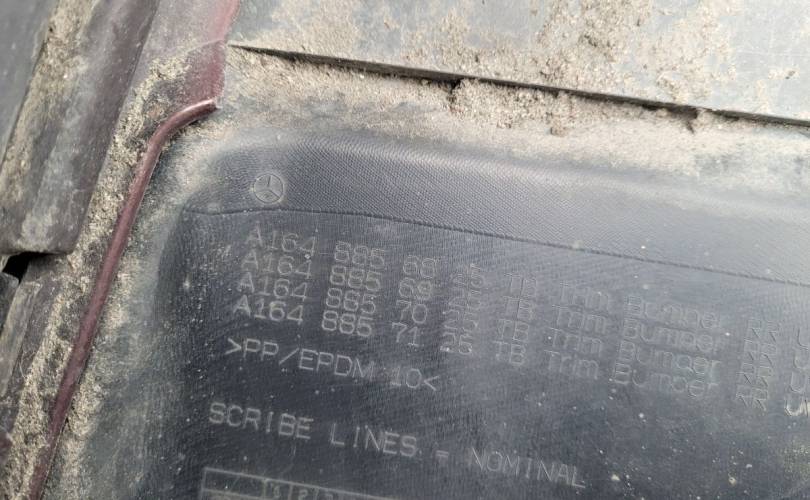 A164 885 68 25 TB Trim Bumper RR
A164 885 69 25 TB Trim Bumper RR
A164 885 70 25 TB Trim Bumper RR
A164 885 71 25 TB Trim Bumper RR
>PP/EPDM 10<
SCRIBE LINES = NOMINAL